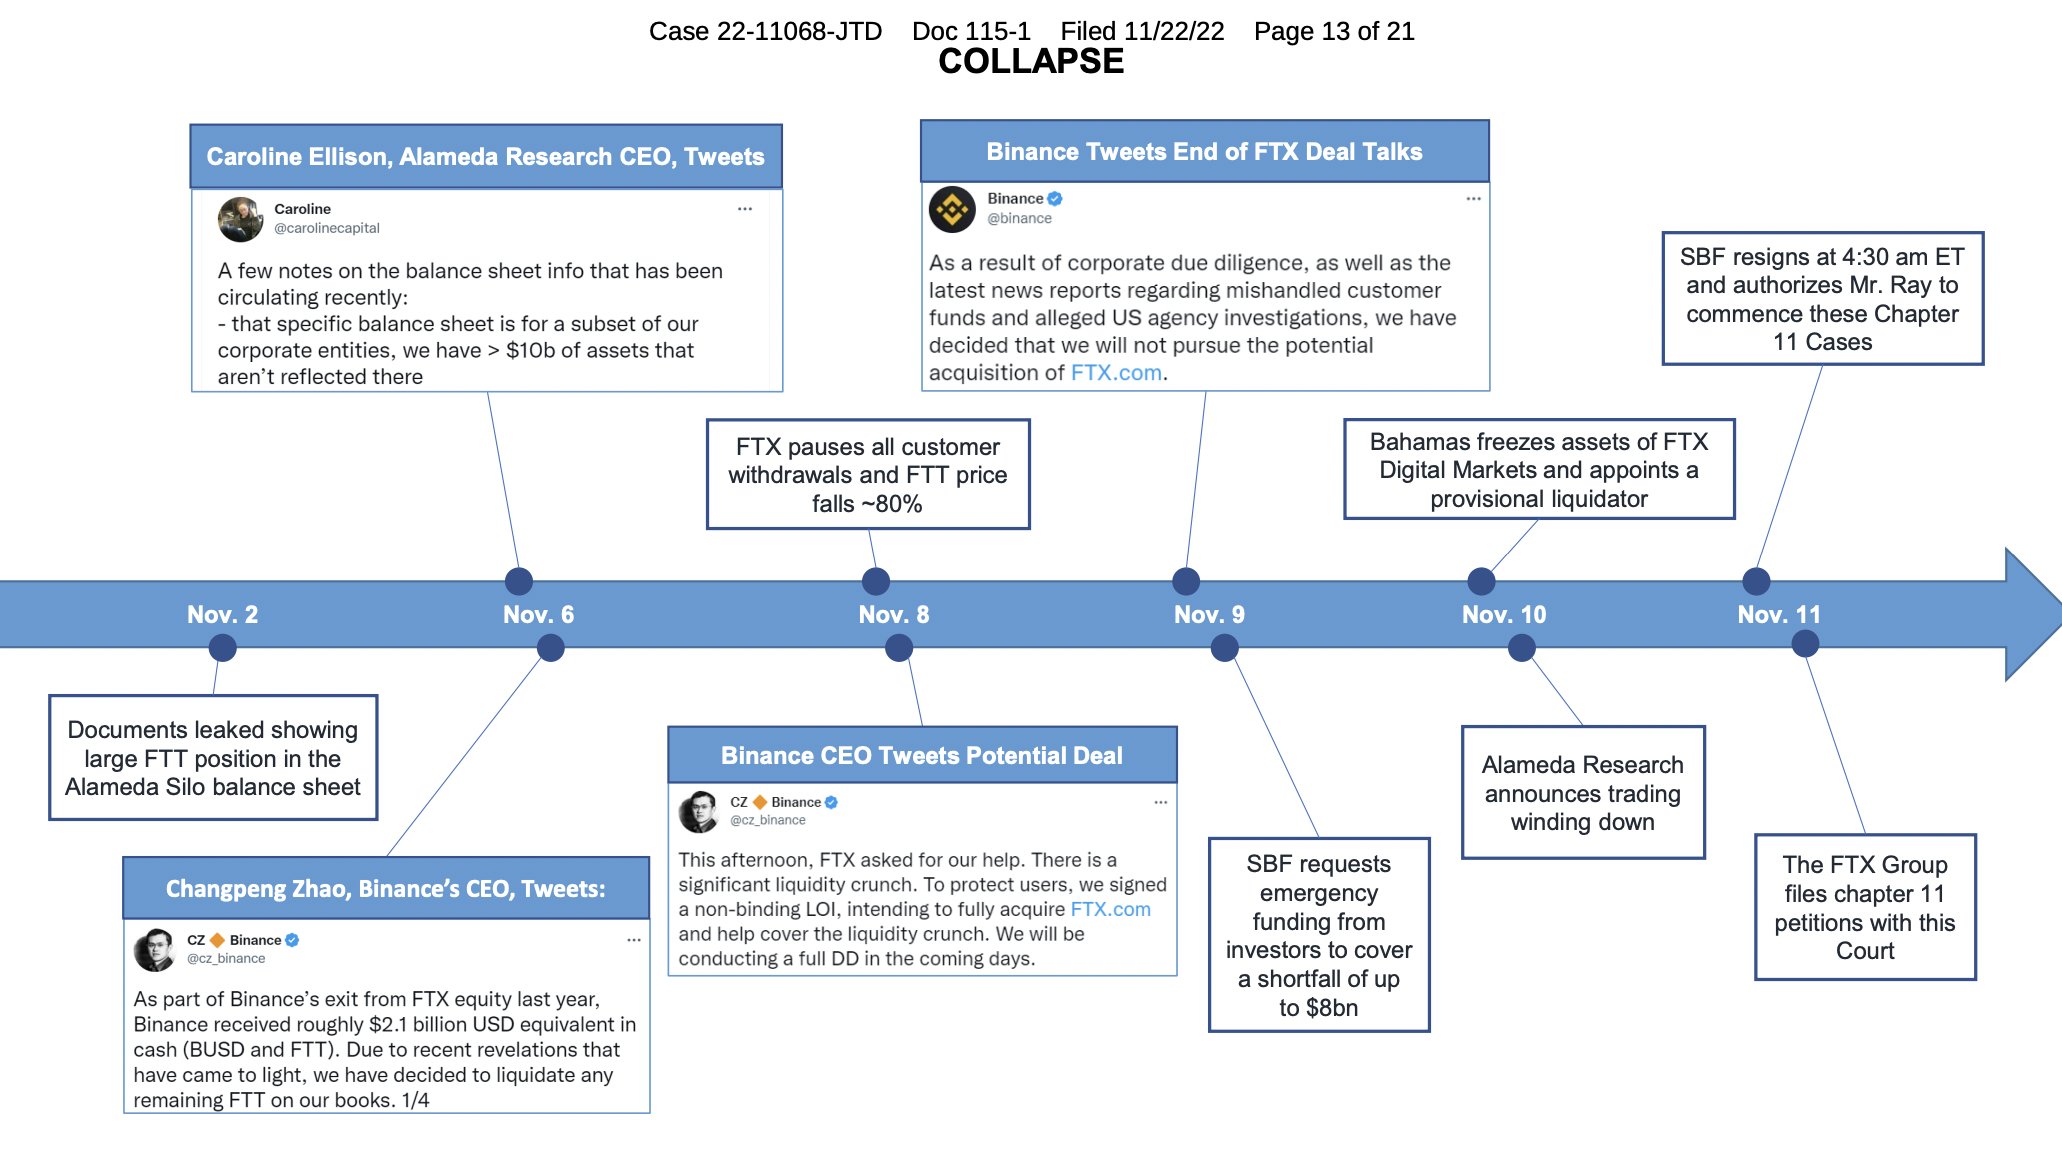 Case 22-11068-JTD Doc 115-1 Filed 11/22/22 Page 13 of 21
COLLAPSE
Caroline Ellison, Alameda Research CEO, Tweets
Caroline
@carolinecapital
A few notes on the balance sheet info that has been
circulating recently:
- that specific balance sheet is for a subset of our
corporate entities, we have > $10b of assets that
aren't reflected there
Binance Tweets End of FTX Deal Talks
Binance
@binance
As a result of corporate due diligence, as well as the
latest news reports regarding mishandled customer
funds and alleged US agency investigations, we have
decided that we will not pursue the potential
acquisition of FTX.com.
SBF resigns at 4:30 am ET
and authorizes Mr. Ray to
commence these Chapter
11 Cases
FTX pauses all customer
withdrawals and FTT price
falls ~80%
Bahamas freezes assets of FTX
Digital Markets and appoints a
provisional liquidator
Nov. 2
Nov. 6
Nov. 8
Nov. 9
Nov. 10
Nov. 11
Documents leaked showing
large FTT position in the
Alameda Silo balance sheet
Changpeng Zhao, Binance's CEO, Tweets:
CZ 🔶 Binance
@cz_binance
As part of Binance's exit from FTX equity last year,
Binance received roughly $2.1 billion USD equivalent in
cash (BUSD and FTT). Due to recent revelations that
have came to light, we have decided to liquidate any
remaining FTT on our books. 1/4
Binance CEO Tweets Potential Deal
CZ 🔶 Binance
@cz_binance
This afternoon, FTX asked for our help. There is a
significant liquidity crunch. To protect users, we signed
a non-binding LOI, intending to fully acquire FTX.com
and help cover the liquidity crunch. We will be
conducting a full DD in the coming days.
SBF requests
emergency
funding from
investors to cover
a shortfall of up
to $8bn
Alameda Research
announces trading
winding down
The FTX Group
files chapter 11
petitions with this
Court